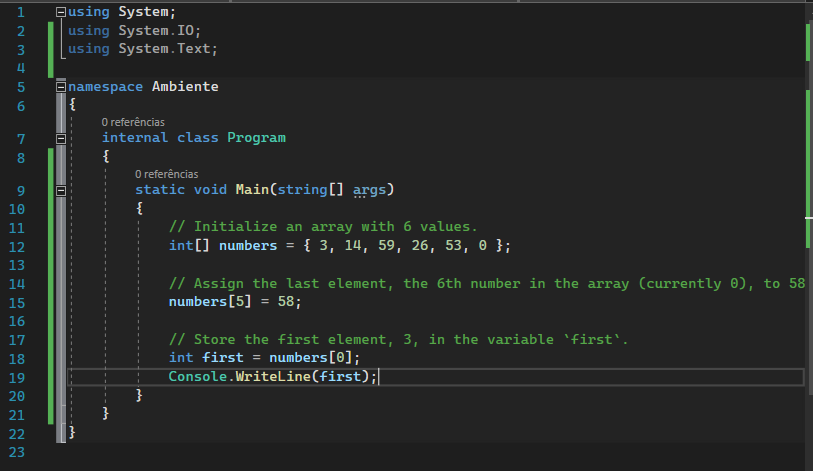 1 using System;
2 using System.IO;
3 using System.Text;
4
5 namespace Ambiente
6 {
0 referências
7 internal class Program
8 {
0 referências
9 static void Main(string[] args)
10 {
11 // Initialize an array with 6 values.
12 int[] numbers = { 3, 14, 59, 26, 53, 0 };
13
14 // Assign the last element, the 6th number in the array (currently 0), to 58
15 numbers[5] = 58;
16
17 // Store the first element, 3, in the variable `first`.
18 int first = numbers[0];
19 Console.WriteLine(first);
20 }
21 }
22 }
23